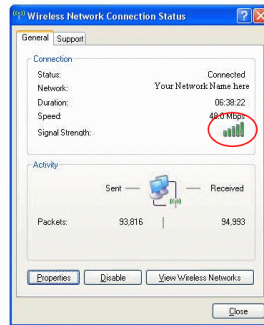 Wireless Network Connection Status
General Support
Connection
Status: Connected
Network: Your Network Name here
Duration: 06:38:22
Speed: 48.0 Mbps
Signal Strength:
Activity
Sent Received
Packets: 93,816 94,993
Properties Disable View Wireless Networks
Close